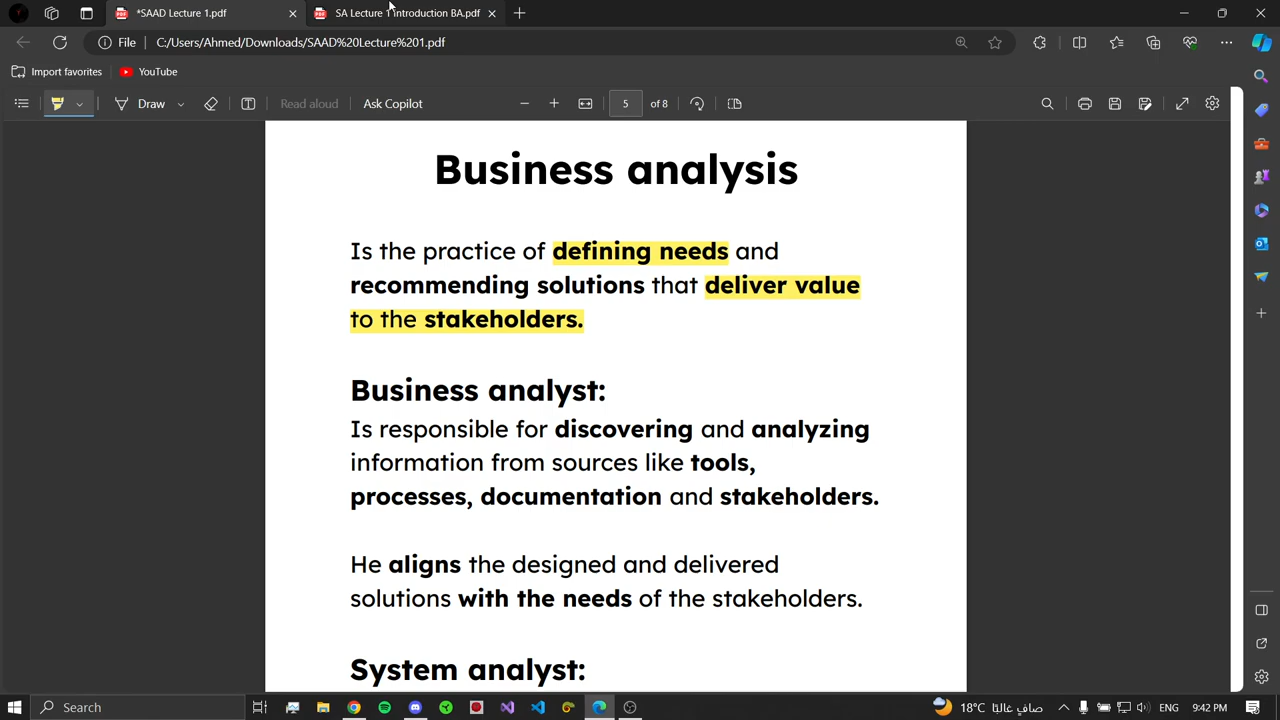 *SAAD Lecture 1.pdf
SA Lecture 1 Introduction BA.pdf
File C:/Users/Ahmed/Downloads/SAAD%20Lecture%201.pdf
Import favorites YouTube
Draw Read aloud Ask Copilot 5 of 8
Business analysis
Is the practice of defining needs and
recommending solutions that deliver value
to the stakeholders.
Business analyst:
Is responsible for discovering and analyzing
information from sources like tools,
processes, documentation and stakeholders.
He aligns the designed and delivered
solutions with the needs of the stakeholders.
System analyst:
Search 18°C صافي غالبًا ENG 9:42 PM